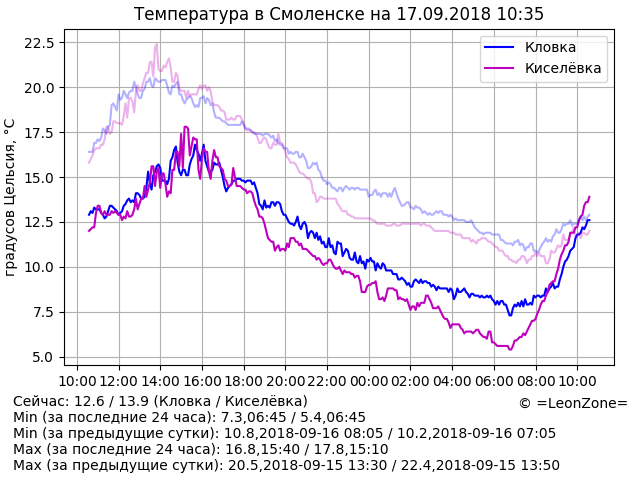 Температура в Смоленске на 17.09.2018 10:35
Кловка
Киселёвка
градусов Цельсия, °C
22.5
20.0
17.5
15.0
12.5
10.0
7.5
5.0
10:00 12:00 14:00 16:00 18:00 20:00 22:00 00:00 02:00 04:00 06:00 08:00 10:00
Сейчас: 12.6 / 13.9 (Кловка / Киселёвка)
© =LeonZone=
Min (за последние 24 часа): 7.3,06:45 / 5.4,06:45
Min (за предыдущие сутки): 10.8,2018-09-16 08:05 / 10.2,2018-09-16 07:05
Max (за последние 24 часа): 16.8,15:40 / 17.8,15:10
Max (за предыдущие сутки): 20.5,2018-09-15 13:30 / 22.4,2018-09-15 13:50